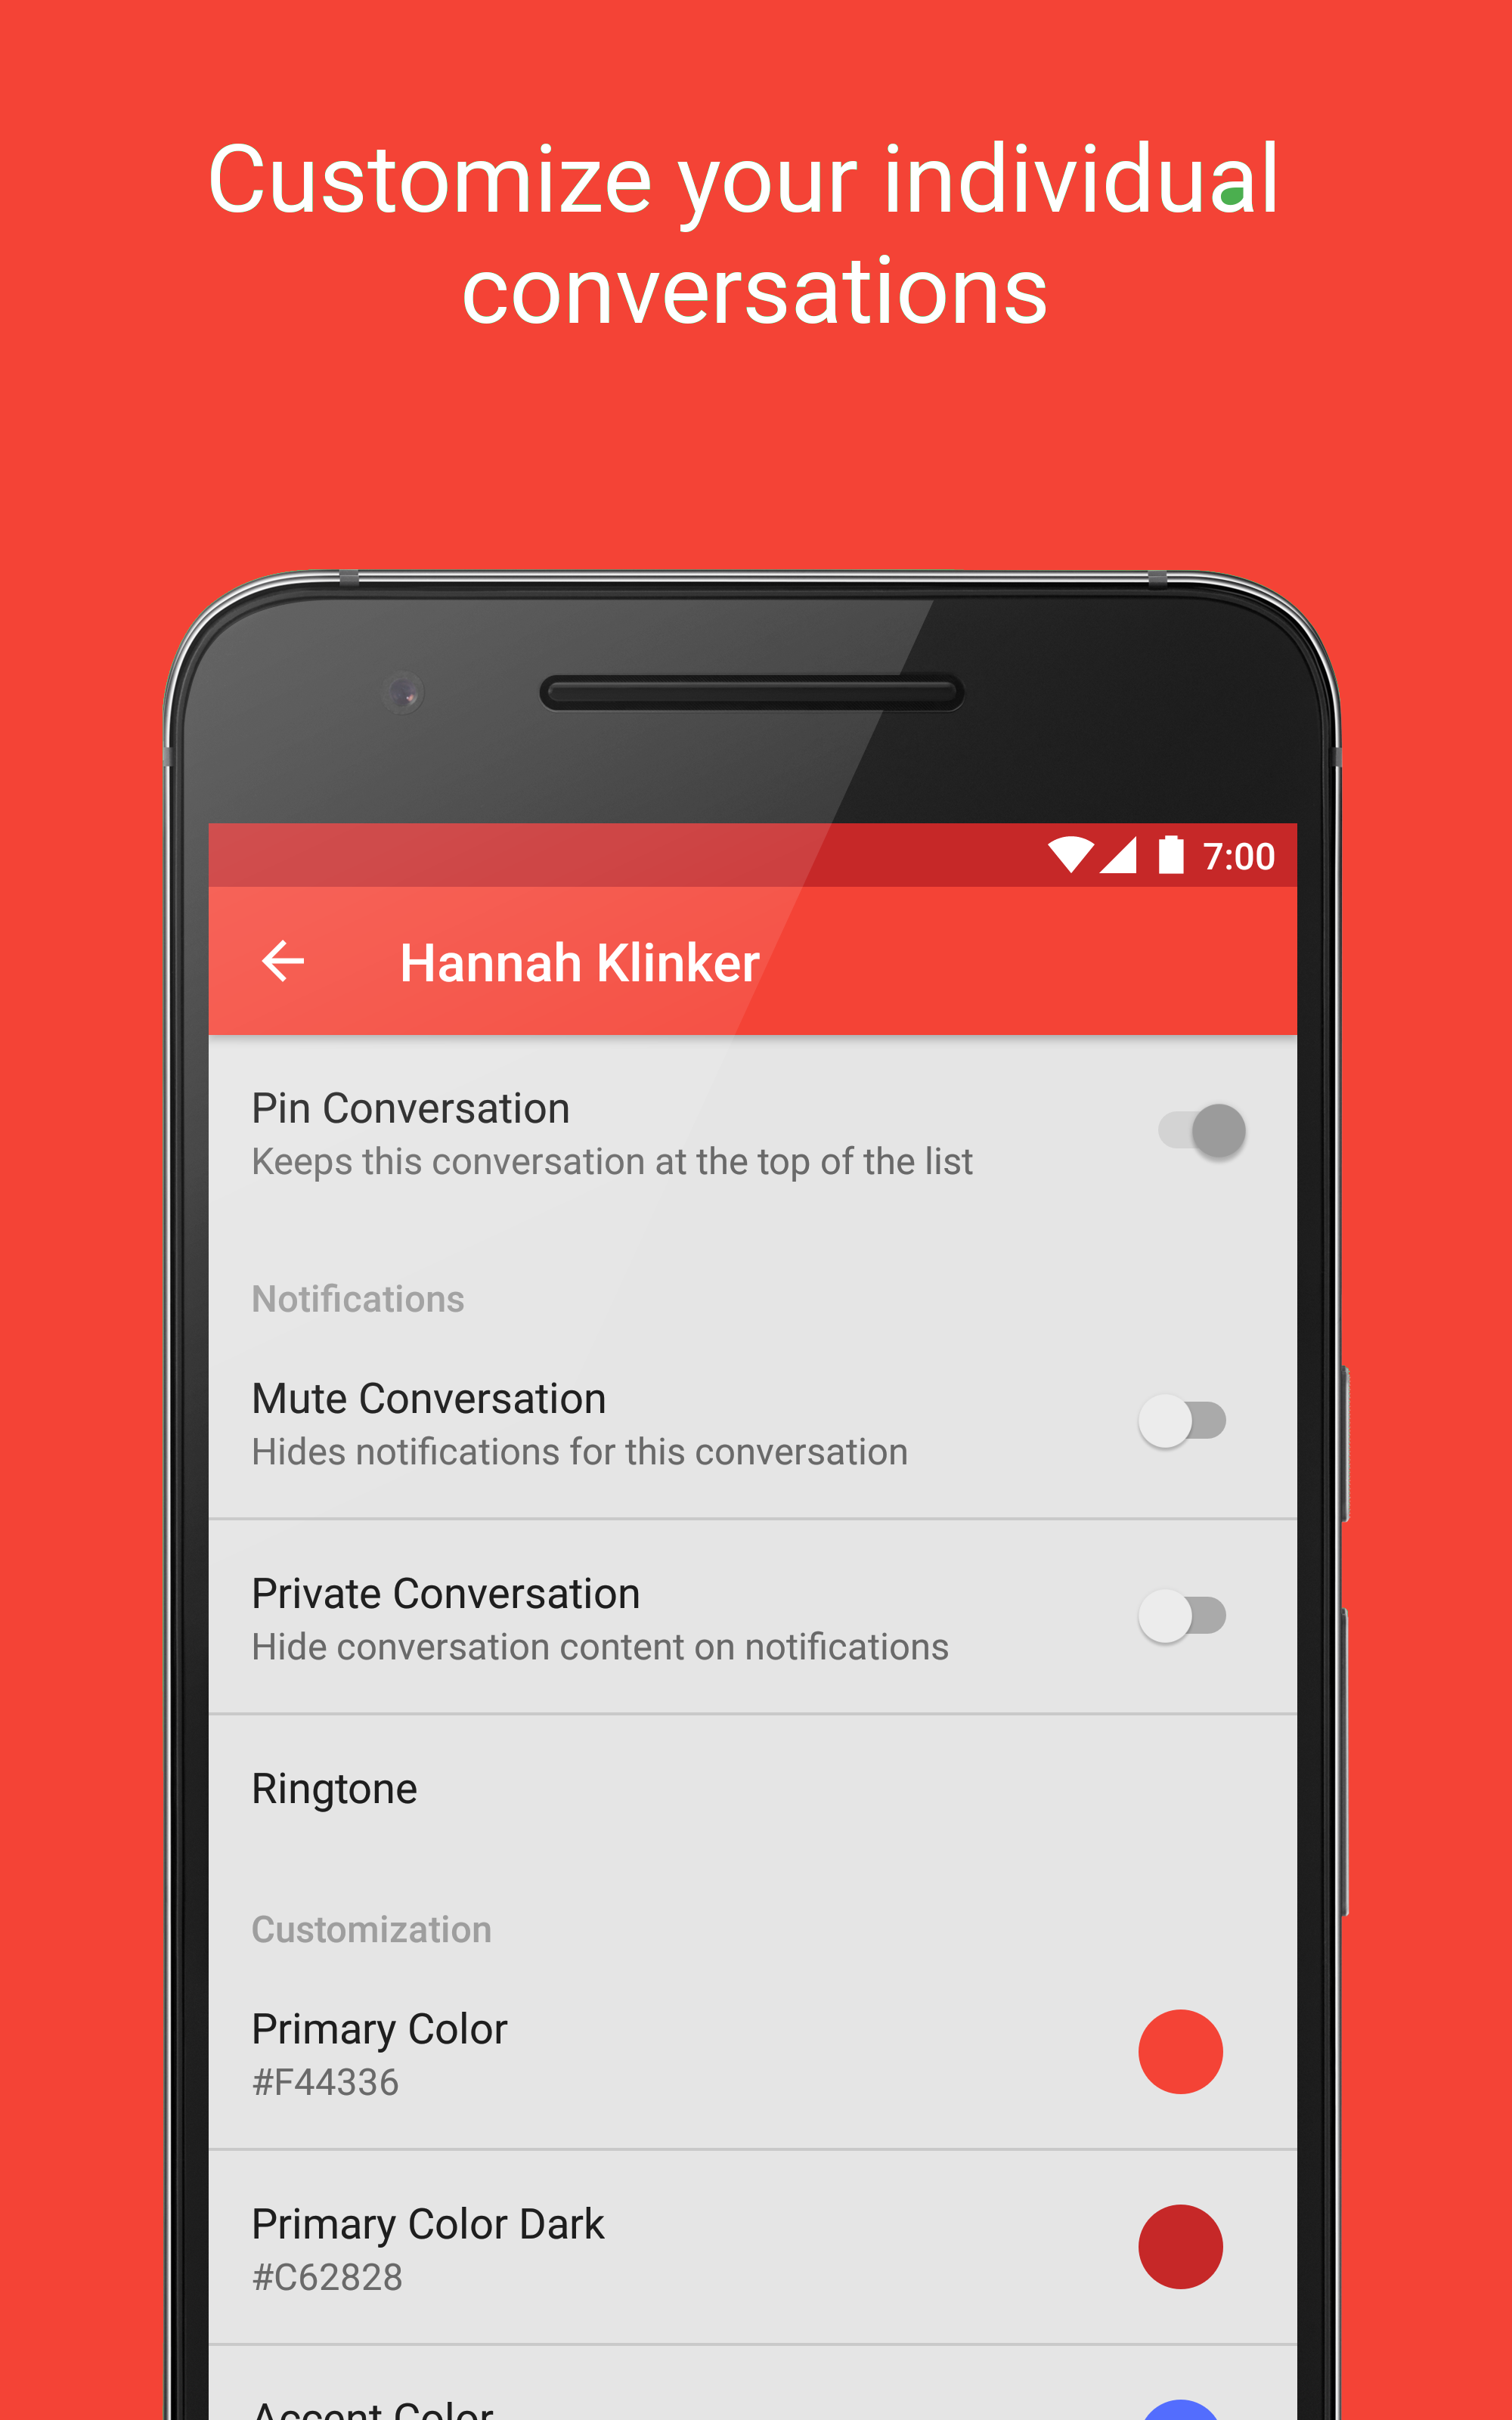 Customize your individual
conversations
7:00
Hannah Klinker
Pin Conversation
Keeps this conversation at the top of the list
Notifications
Mute Conversation
Hides notifications for this conversation
Private Conversation
Hide conversation content on notifications
Ringtone
Customization
Primary Color
#F44336
Primary Color Dark
#C62828
Accent Color